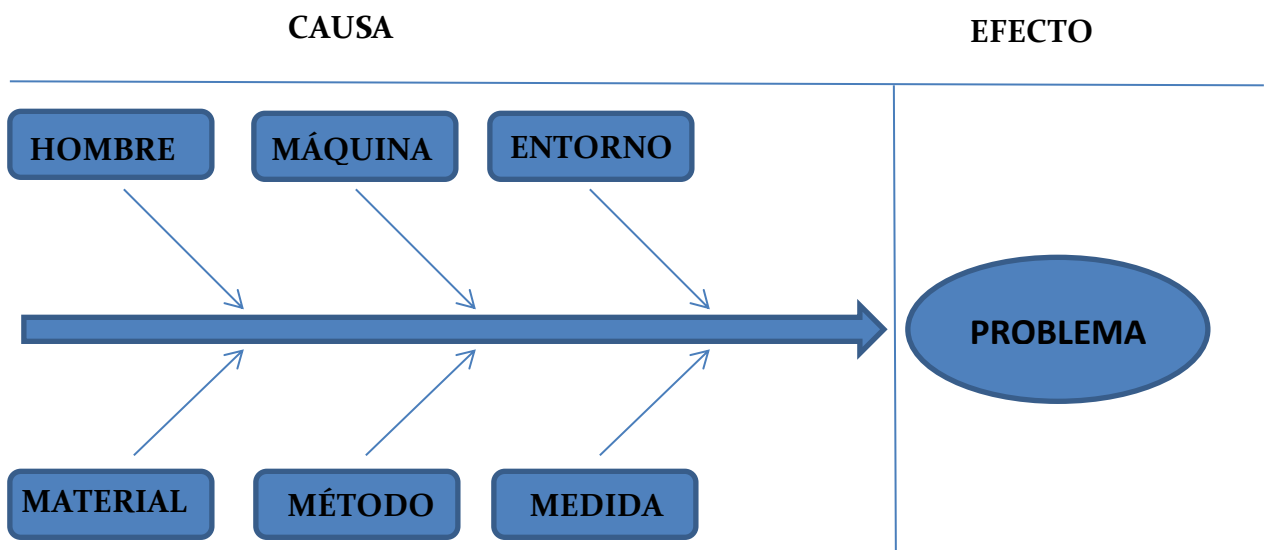 CAUSA
EFECTO
HOMBRE
MÁQUINA
ENTORNO
PROBLEMA
MATERIAL
MÉTODO
MEDIDA